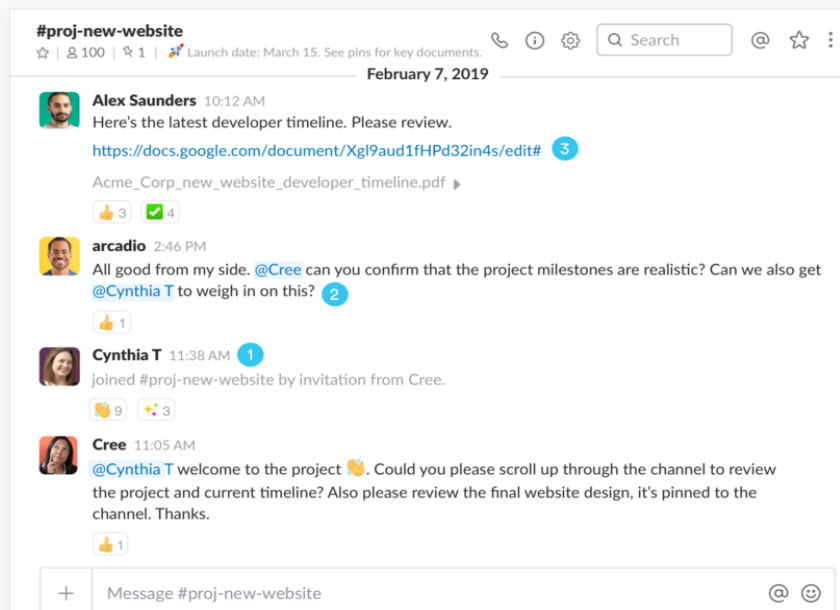 #proj-new-website
100 | 1 | Launch date: March 15. See pins for key documents.
Search
February 7, 2019
Alex Saunders 10:12 AM
Here's the latest developer timeline. Please review.
https://docs.google.com/document/Xgl9aud1fHPd32in4s/edit# 3
Acme_Corp_new_website_developer_timeline.pdf
3 4
arcadio 2:46 PM
All good from my side. @Cree can you confirm that the project milestones are realistic? Can we also get
@Cynthia T to weigh in on this? 2
1
Cynthia T 11:38 AM 1
joined #proj-new-website by invitation from Cree.
9 3
Cree 11:05 AM
@Cynthia T welcome to the project 👋. Could you please scroll up through the channel to review
the project and current timeline? Also please review the final website design, it's pinned to the
channel. Thanks.
1
Message #proj-new-website